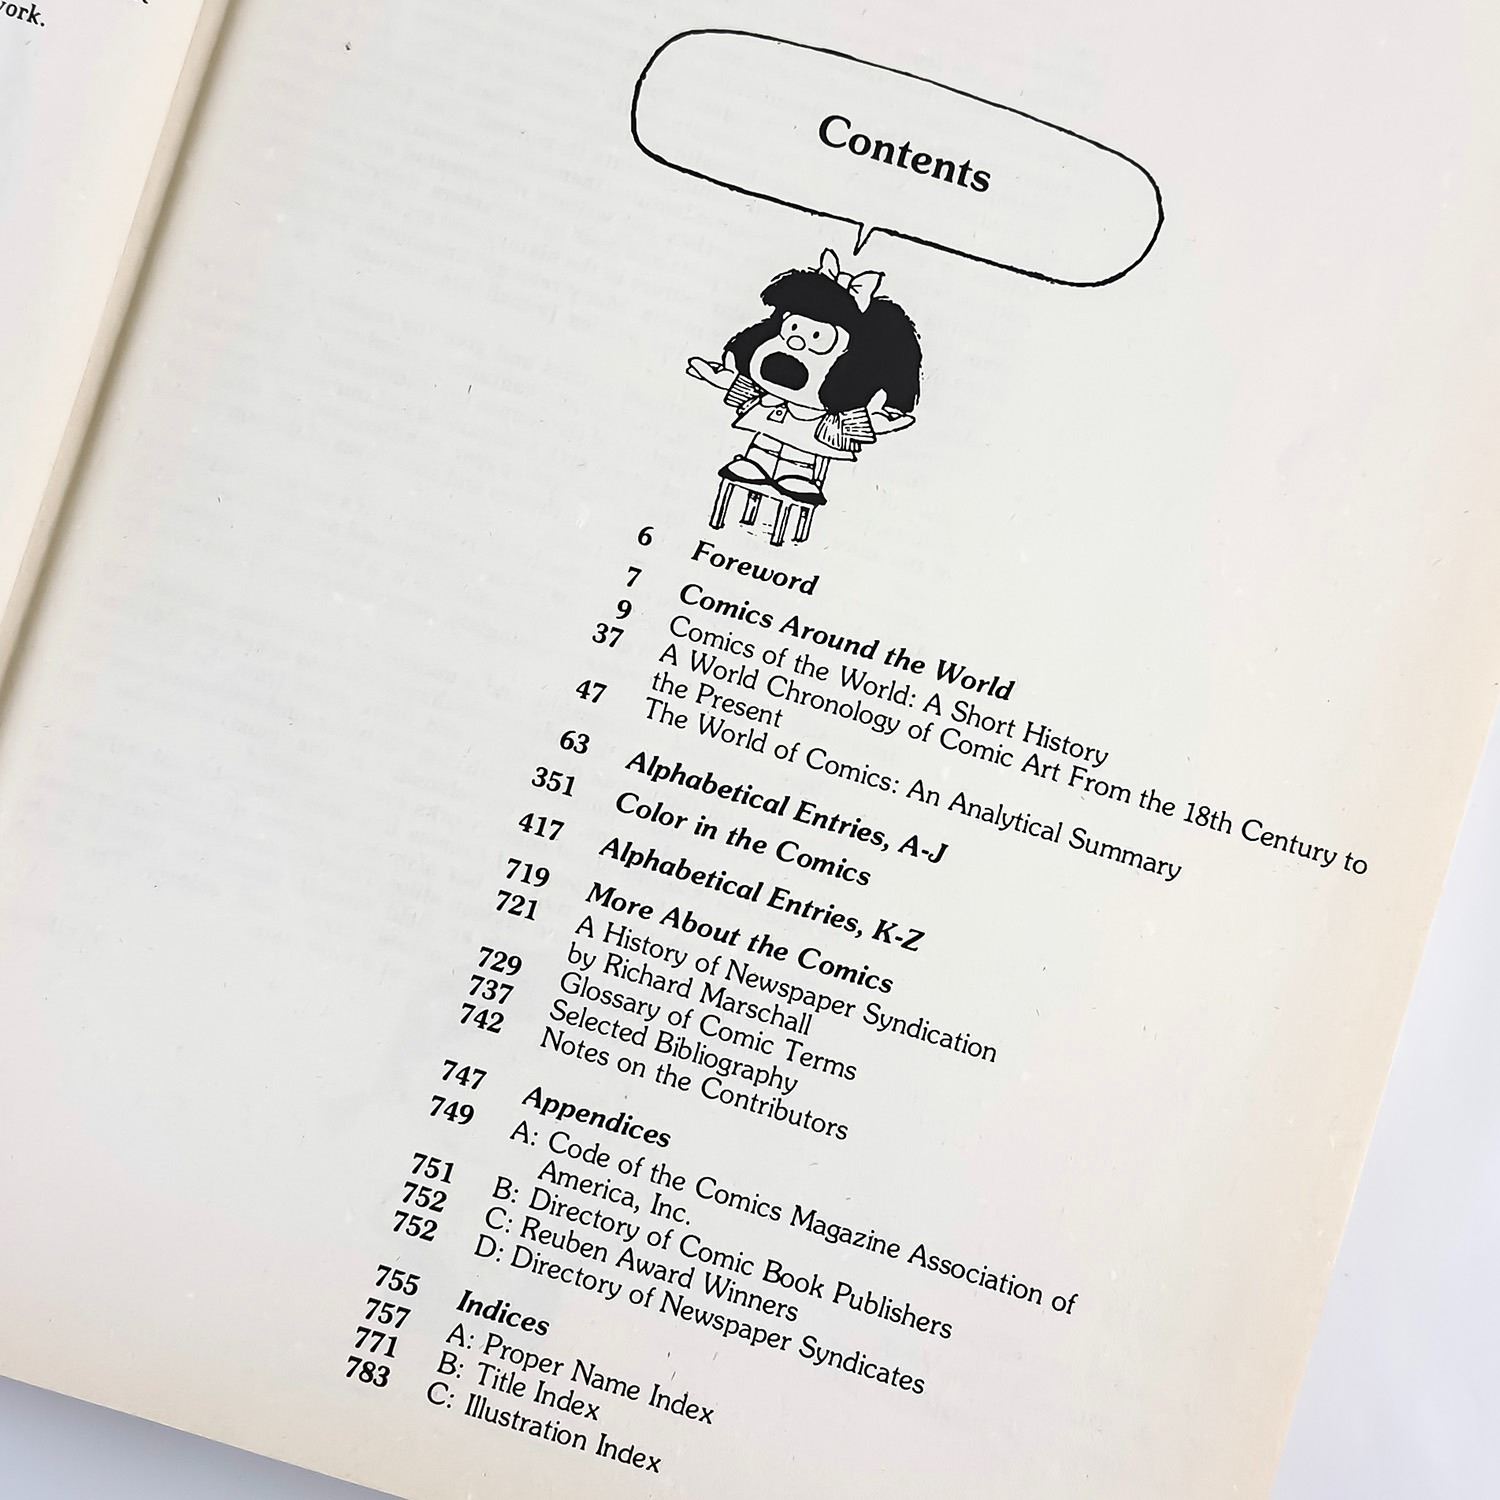 work.
Contents
6 Foreword
7 Comics Around the World
9 Comics of the World: A Short History
37 A World Chronology of Comic Art From the 18th Century to
the Present
47 The World of Comics: An Analytical Summary
63 Alphabetical Entries, A-J
351 Color in the Comics
417 Alphabetical Entries, K-Z
719 More About the Comics
721 A History of Newspaper Syndication
by Richard Marschall
729 Glossary of Comic Terms
737 Selected Bibliography
742 Notes on the Contributors
747 Appendices
749 A: Code of the Comics Magazine Association of
America, Inc.
751 B: Directory of Comic Book Publishers
752 C: Reuben Award Winners
752 D: Directory of Newspaper Syndicates
755 Indices
757 A: Proper Name Index
771 B: Title Index
783 C: Illustration Index